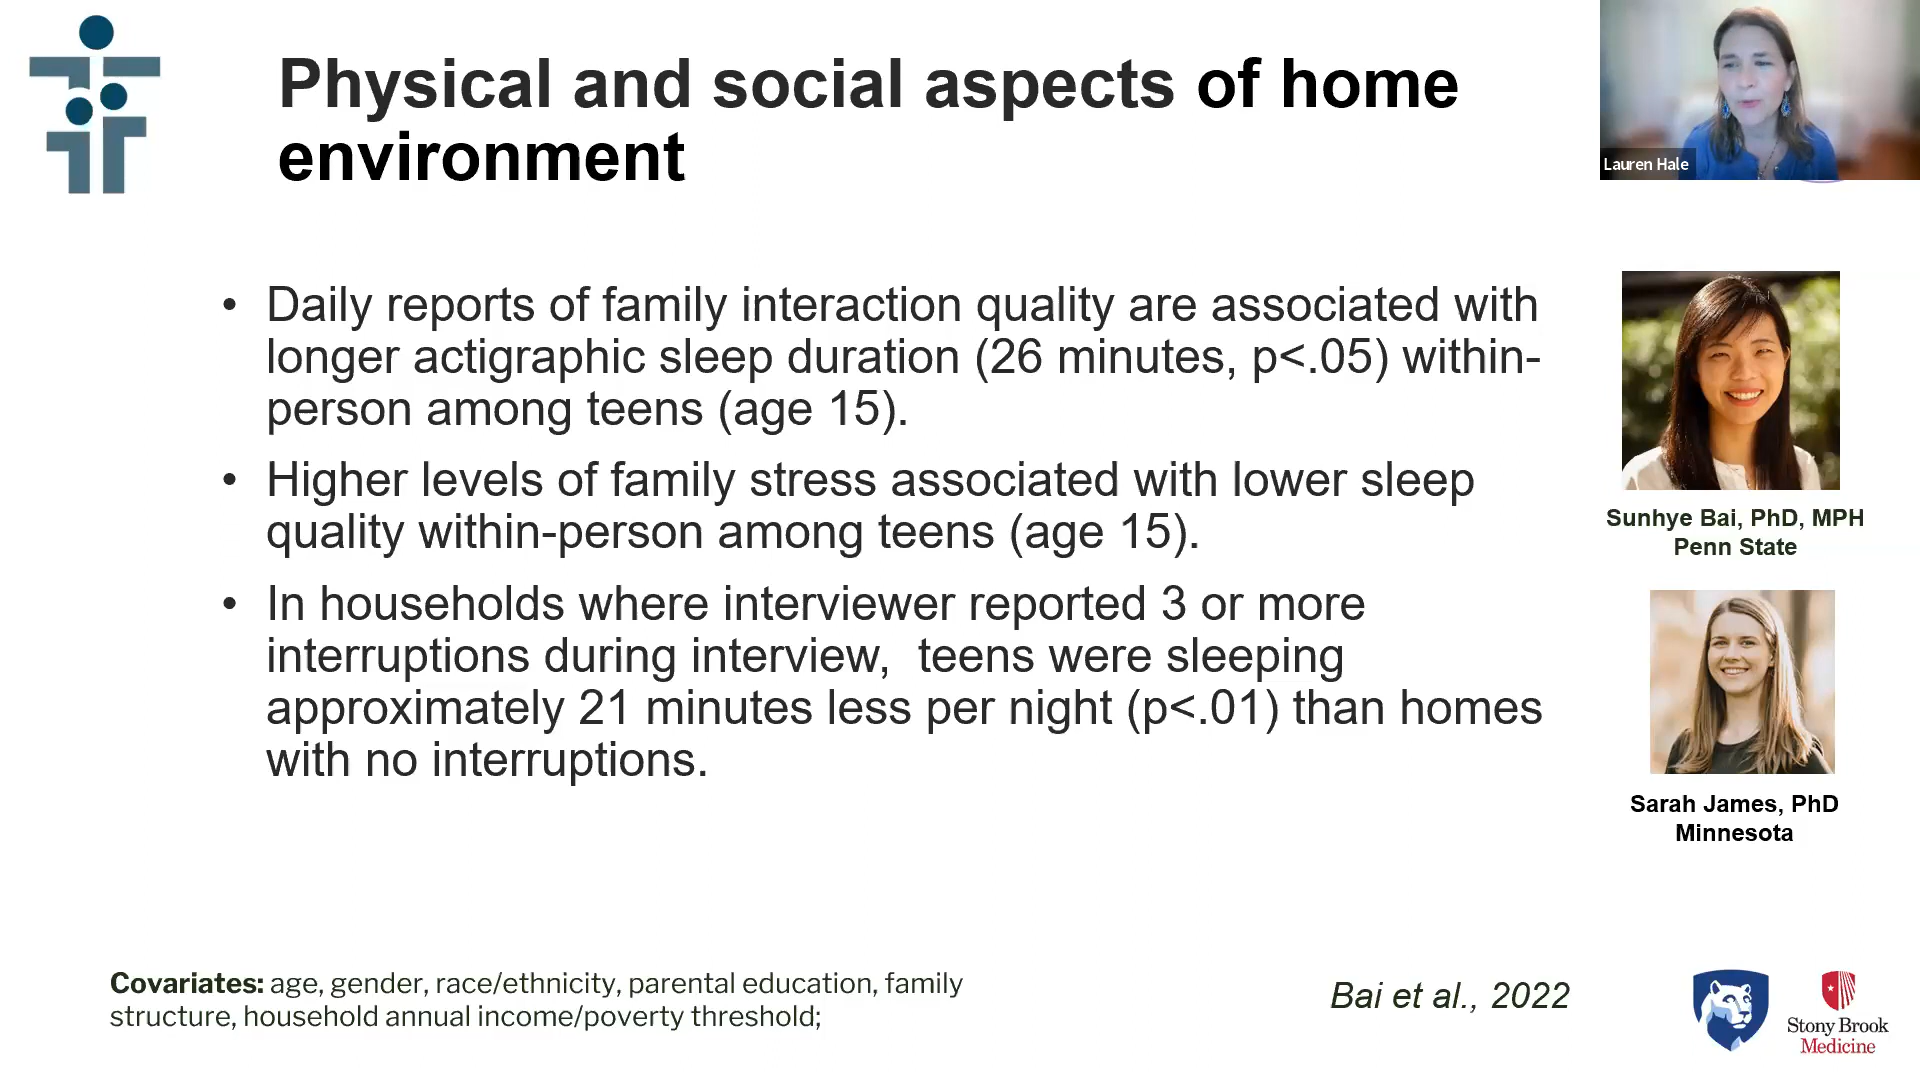 Physical and social aspects of home
environment
Lauren Hale
• Daily reports of family interaction quality are associated with
longer actigraphic sleep duration (26 minutes, p<.05) within-
person among teens (age 15).
• Higher levels of family stress associated with lower sleep
quality within-person among teens (age 15).
• In households where interviewer reported 3 or more
interruptions during interview,  teens were sleeping
approximately 21 minutes less per night (p<.01) than homes
with no interruptions.
Sunhye Bai, PhD, MPH
Penn State
Sarah James, PhD
Minnesota
Covariates: age, gender, race/ethnicity, parental education, family
structure, household annual income/poverty threshold;
Bai et al., 2022
Stony Brook
Medicine